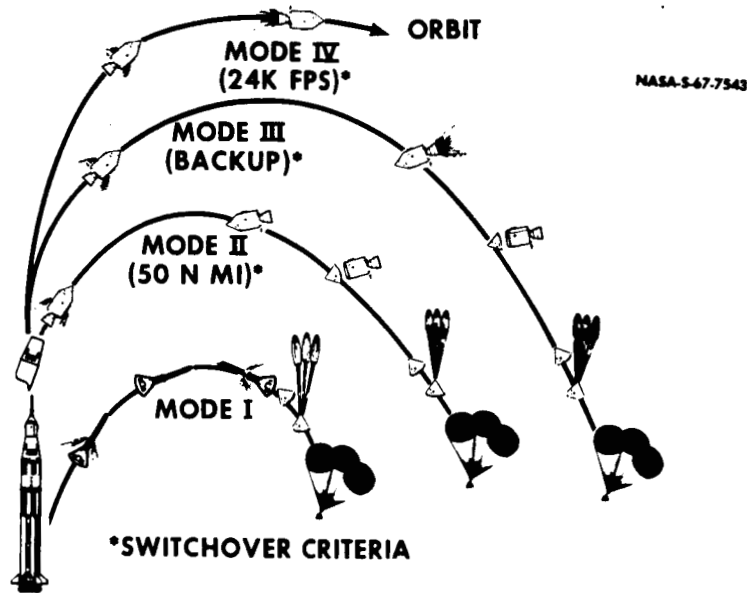 ORBIT
MODE IV
(24K FPS)*
NASA-S-67-7543
MODE III
(BACKUP)*
MODE II
(50 N MI)*
MODE I
*SWITCHOVER CRITERIA